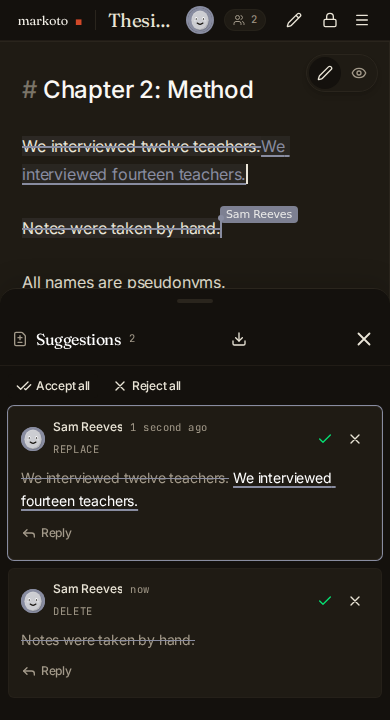 markoto
Thesi...
2
# Chapter 2: Method
We interviewed twelve teachers.We
interviewed fourteen teachers.
Sam Reeves
Notes were taken by hand.
All names are pseudonyms.
Suggestions 2
Accept all
Reject all
Sam Reeves 1 second ago
REPLACE
We interviewed twelve teachers. We interviewed
fourteen teachers.
Reply
Sam Reeves now
DELETE
Notes were taken by hand.
Reply